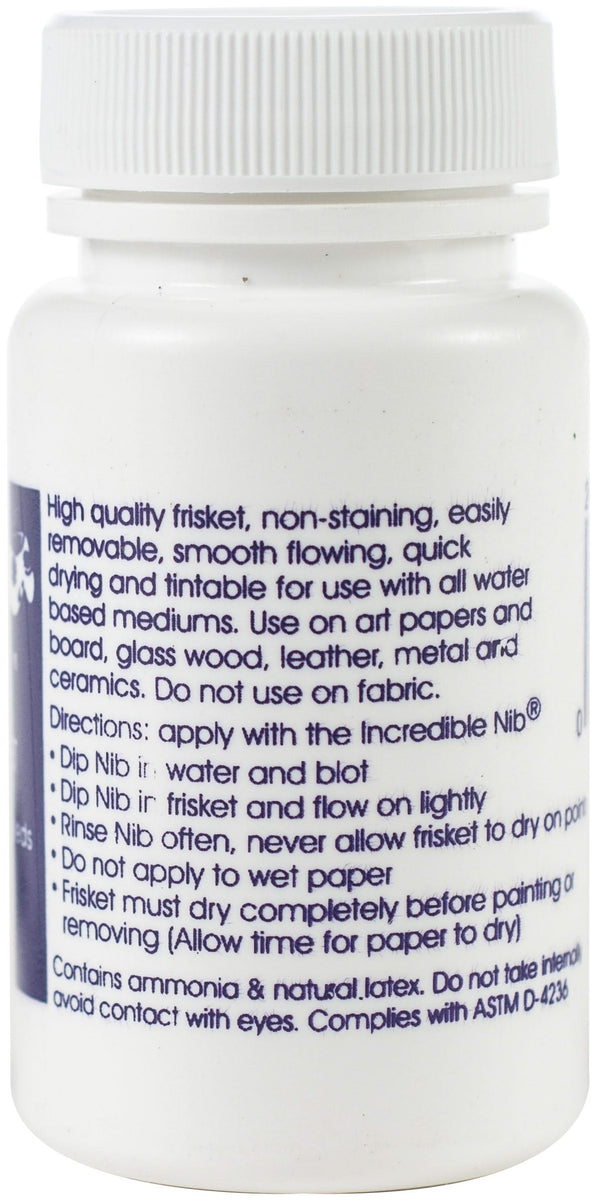 High quality frisket, non-staining, easily
removable, smooth flowing, quick
drying and tintable for use with all water
based mediums. Use on art papers and
board, glass wood, leather, metal and
ceramics. Do not use on fabric.
Directions: apply with the Incredible Nib®
• Dip Nib in water and blot
• Dip Nib in frisket and flow on lightly
• Rinse Nib often, never allow frisket to dry on point
• Do not apply to wet paper
• Frisket must dry completely before painting or
removing (Allow time for paper to dry)
Contains ammonia & natural.latex. Do not take internally
avoid contact with eyes. Complies with ASTM D-4236